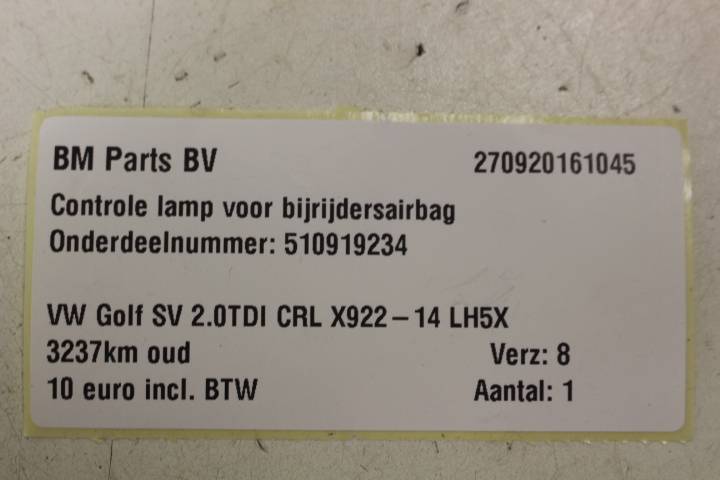 BM Parts BV 270920161045
Controle lamp voor bijrijdersairbag
Onderdeelnummer: 510919234
VW Golf SV 2.0TDI CRL X922-14 LH5X
3237km oud Verz: 8
10 euro incl. BTW Aantal: 1